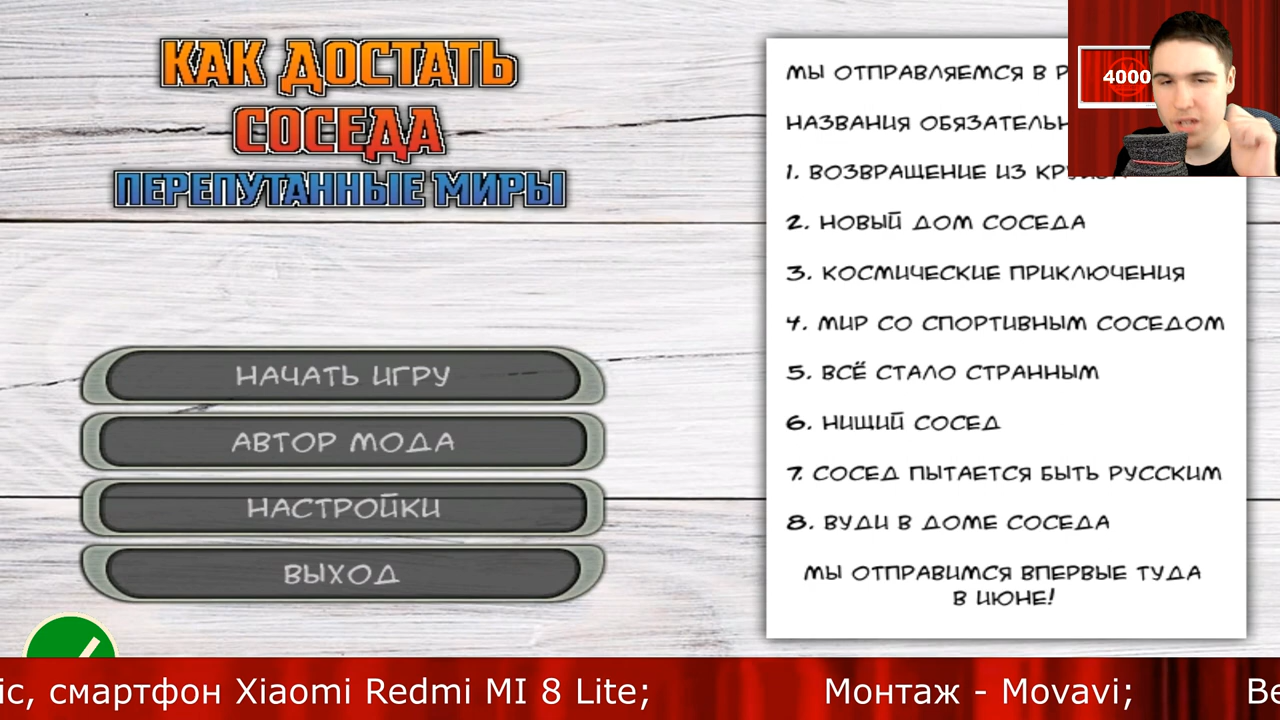 КАК ДОСТАТЬ
СОСЕДА
ПЕРЕПУТАННЫЕ МИРЫ
НАЧАТЬ ИГРУ
АВТОР МОДА
НАСТРОЙКИ
ВЫХОД
МЫ ОТПРАВЛЯЕМСЯ В
НАЗВАНИЯ
1. ВОЗВРАЩЕНИЕ ИЗ
2. НОВЫЙ ДОМ СОСЕДА
3. КОСМИЧЕСКИЕ ПРИКЛЮЧЕНИЯ
4. МИР СО СПОРТИВНЫМ СОСЕДОМ
5. ВСЁ СТАЛО СТРАННЫМ
6. НИЩИЙ СОСЕД
7. СОСЕД ПЫТАЕТСЯ БЫТЬ РУССКИМ
8. ВУДИ В ДОМЕ СОСЕДА
МЫ ОТПРАВИМСЯ ВПЕРВЫЕ ТУДА
В ИЮНЕ!
4000
ic, смартфон Xiaomi Redmi MI 8 Lite; Монтаж - Movavi; Ве